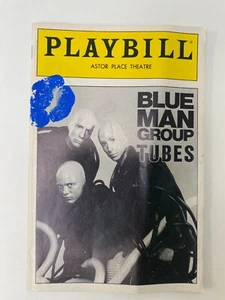 PLAYBILL
ASTOR PLACE THEATRE
BLUE
MAN
GROUP
TUBES